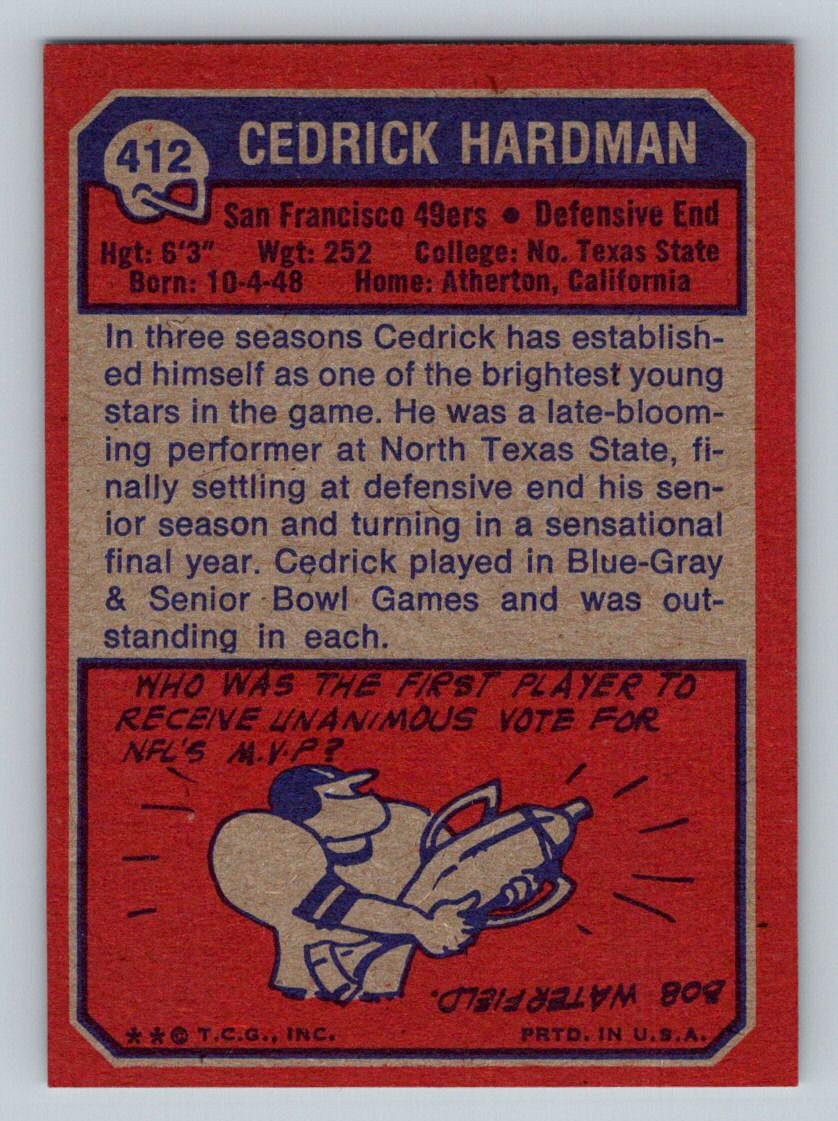 412
CEDRICK HARDMAN
San Francisco 49ers • Defensive End
Hgt: 6'3" Wgt: 252 College: No. Texas State
Born: 10-4-48 Home: Atherton, California
In three seasons Cedrick has establish-
ed himself as one of the brightest young
stars in the game. He was a late-bloom-
ing performer at North Texas State, fi-
nally settling at defensive end his sen-
ior season and turning in a sensational
final year. Cedrick played in Blue-Gray
& Senior Bowl Games and was out-
standing in each.
WHO WAS THE FIRST PLAYER TO
RECEIVE UNANIMOUS VOTE FOR
NFL'S M.V.P?
BOB WATERFIELD.
**© T.C.G., INC. PRTD. IN U.S.A.